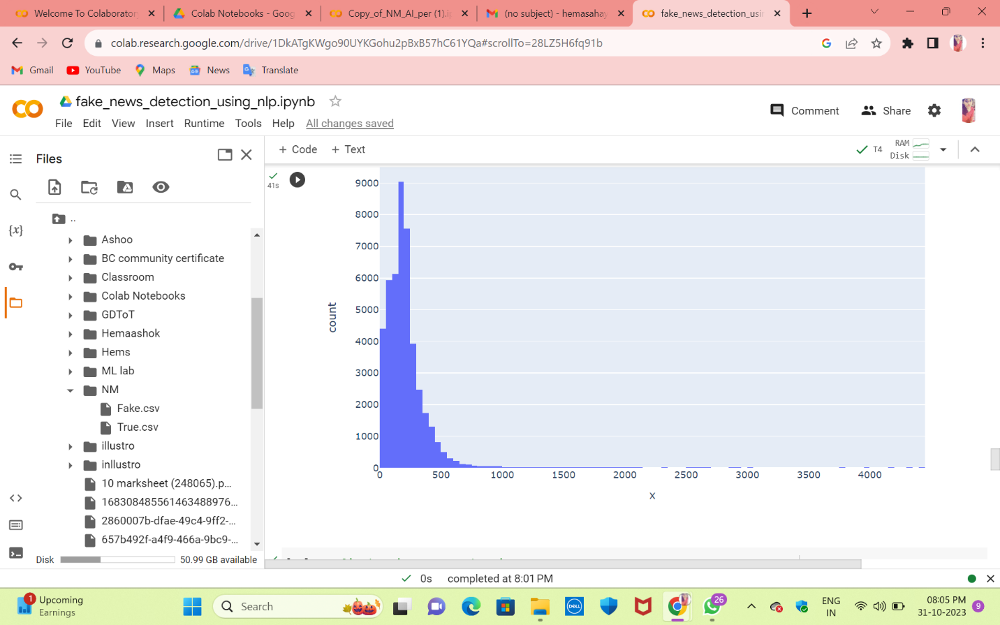 Welcome To Colaborator
Colab Notebooks - Goog
Copy_of_NM_AI_per (1).i
(no subject) - hemasahay
fake_news_detection_usin
colab.research.google.com/drive/1DkATgKWgo90UYKGohu2pBxB57hC61YQa#scrollTo=28LZ5H6fq91b
Gmail
YouTube
Maps
News
Translate
fake_news_detection_using_nlp.ipynb
File Edit View Insert Runtime Tools Help All changes saved
Comment
Share
Files
+ Code + Text
T4
RAM
Disk
41s
{x}
..
Ashoo
BC community certificate
Classroom
Colab Notebooks
GDToT
Hemaashok
Hems
ML lab
NM
Fake.csv
True.csv
illustro
inllustro
10 marksheet (248065).p...
168308485561463488976...
2860007b-dfae-49c4-9ff2-...
657b492f-a4f9-466a-9bc9-...
Disk
50.99 GB available
9000
8000
7000
6000
5000
4000
3000
2000
1000
0
count
0 500 1000 1500 2000 2500 3000 3500 4000
x
0s completed at 8:01 PM
1
Upcoming
Earnings
Search
DELL
26
ENG
IN
08:05 PM
31-10-2023
9